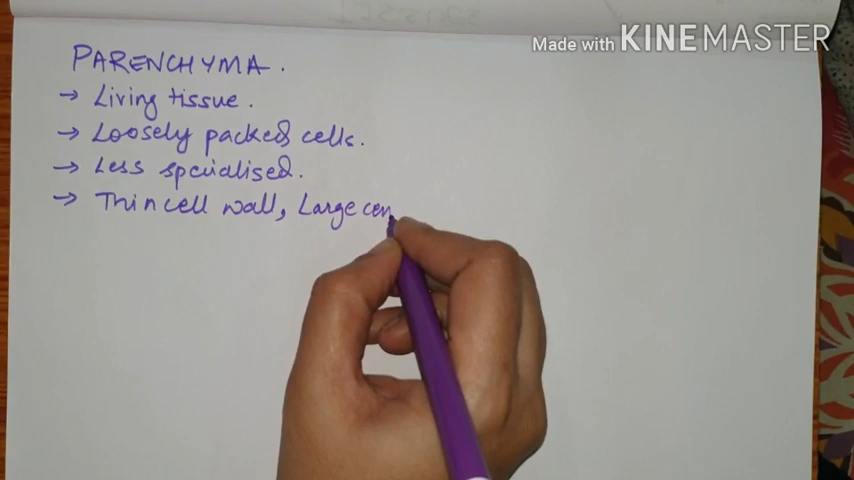 Made with KINEMASTER
PARENCHYMA.
→ Living tissue.
→ Loosely packed cells.
→ Less specialised.
→ Thin cell wall, Large cen